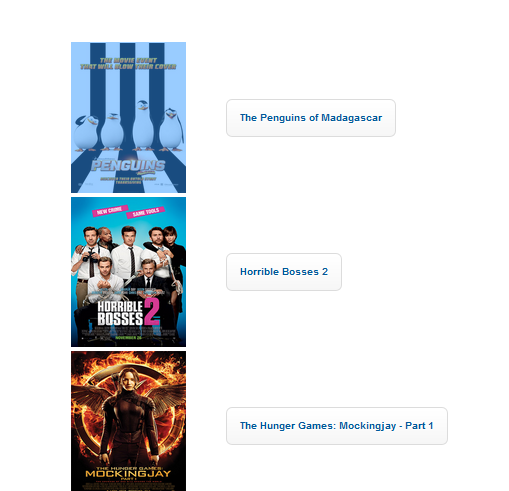 THE MOVIE EVENT
THAT WILL BLOW THEIR COVER
PENGUINS
The Penguins of Madagascar
NEW CRIME.
SAME TOOLS.
HORRIBLE
BOSSES 2
NOVEMBER 26
Horrible Bosses 2
THE HUNGER GAMES
MOCKINGJAY
PART 1
The Hunger Games: Mockingjay - Part 1